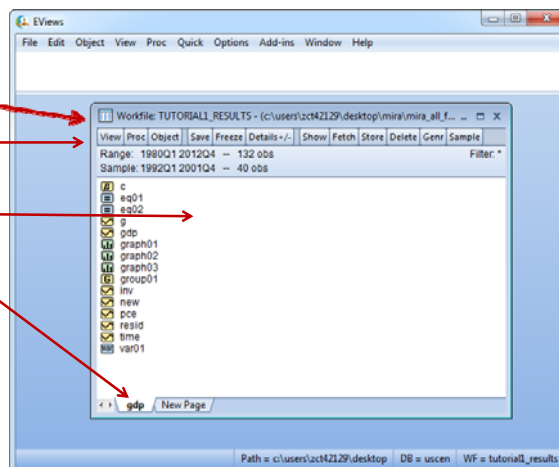 EViews
File Edit Object View Proc Quick Options Add-ins Window Help
Workfile: TUTORIAL1_RESULTS - (c:\users\zct42129\desktop\mira\mira_all_f...
View Proc Object Save Freeze Details+/- Show Fetch Store Delete Genr Sample
Range: 1980Q1 2012Q4 -- 132 obs Filter: *
Sample: 1992Q1 2001Q4 -- 40 obs
β c
= eq01
= eq02
g
gdp
graph01
graph02
graph03
G group01
inv
new
pce
resid
time
VAR var01
gdp New Page
Path = c:\users\zct42129\desktop DB = uscen WF = tutorial1_results